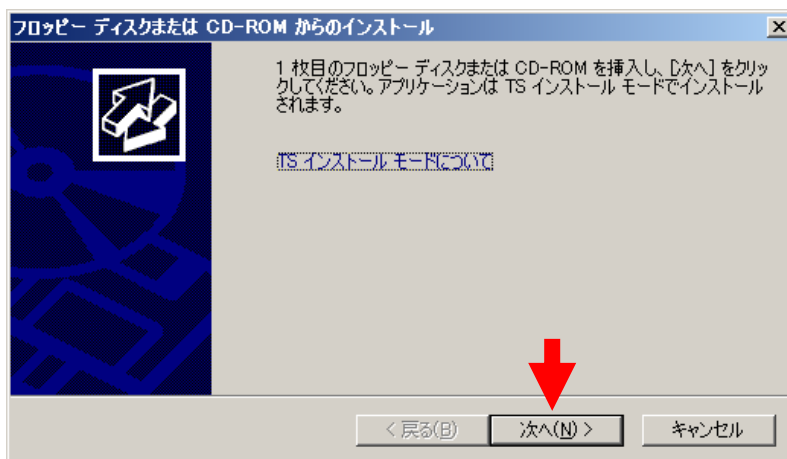 フロッピー ディスクまたは CD-ROM からのインストール
1 枚目のフロッピー ディスクまたは CD-ROM を挿入し、[次へ] をクリッ
クしてください。アプリケーションは TS インストール モードでインストール
されます。
TS インストール モードについて
< 戻る(B)
次へ(N) >
キャンセル